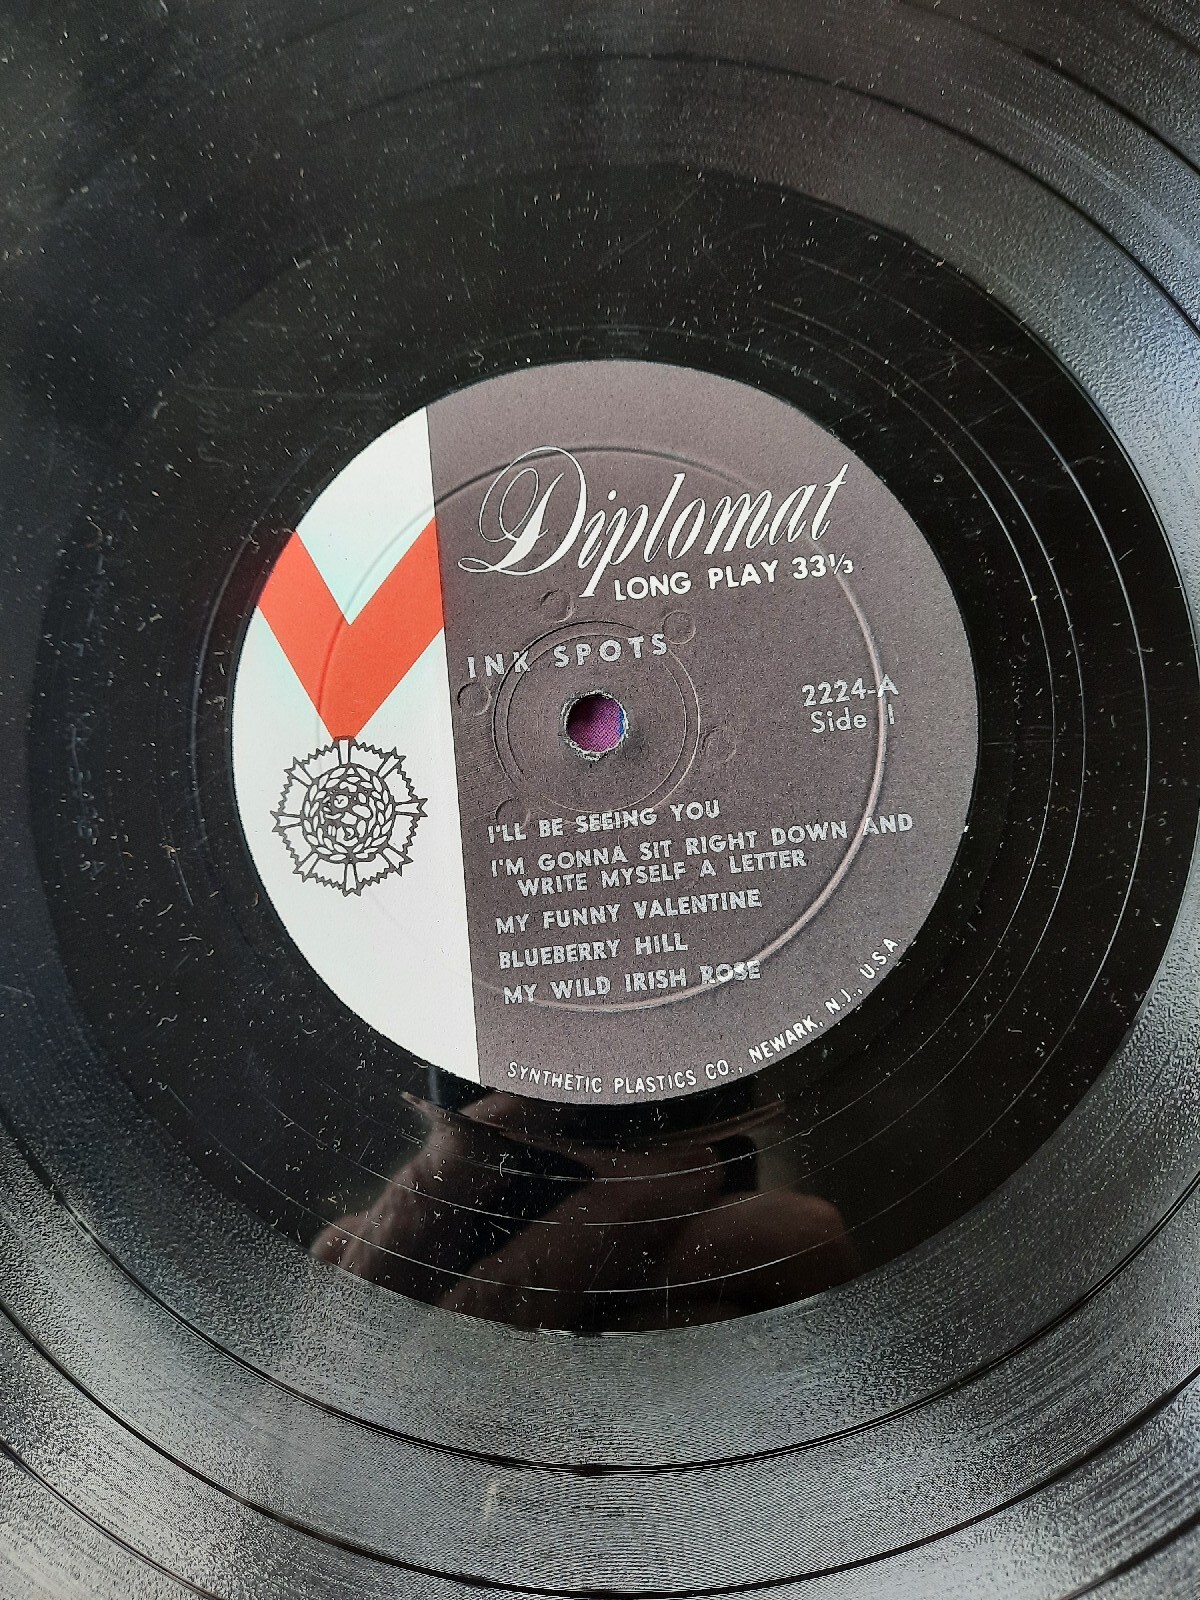 Diplomat
LONG PLAY 33⅓
INK SPOTS
2224-A
Side 1
I'LL BE SEEING YOU
I'M GONNA SIT RIGHT DOWN AND
WRITE MYSELF A LETTER
MY FUNNY VALENTINE
BLUEBERRY HILL
MY WILD IRISH ROSE
SYNTHETIC PLASTICS CO., NEWARK, N.J., U.S.A.